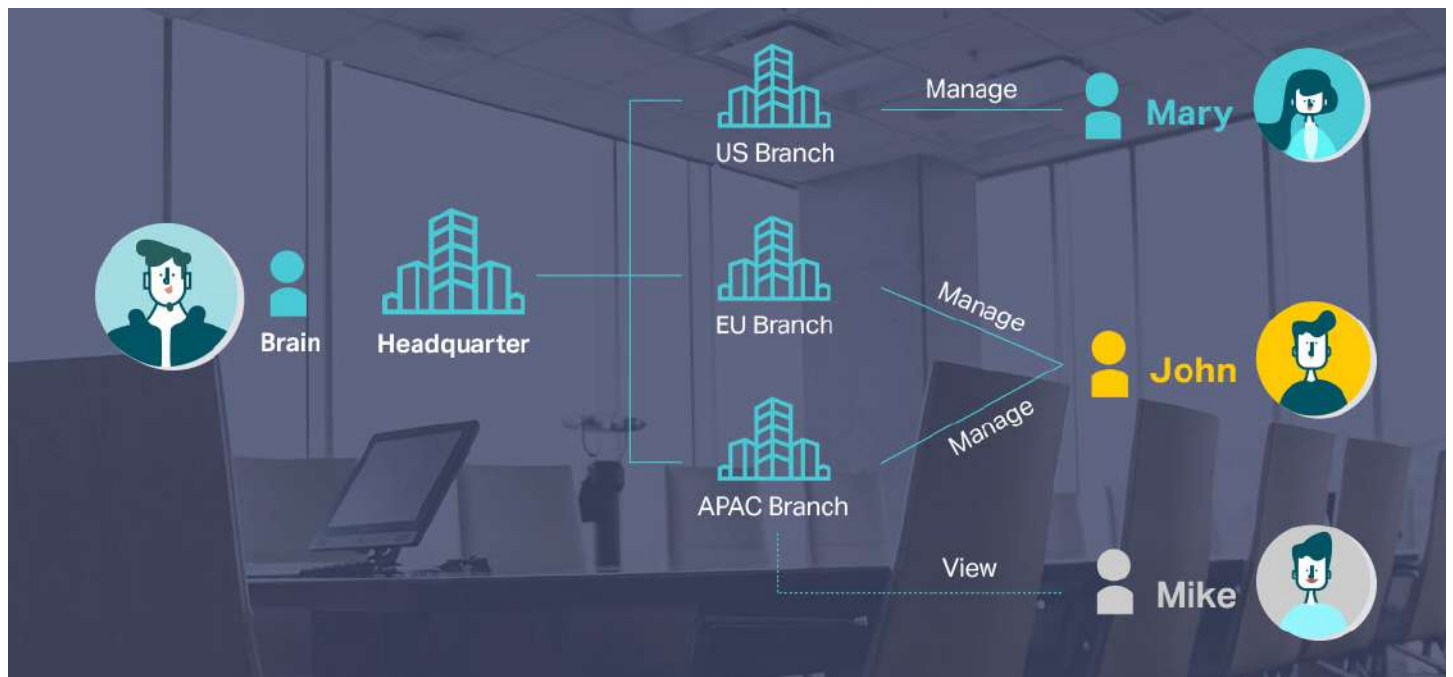 US Branch
Manage
Mary
Brain
Headquarter
EU Branch
Manage
John
Manage
APAC Branch
View
Mike